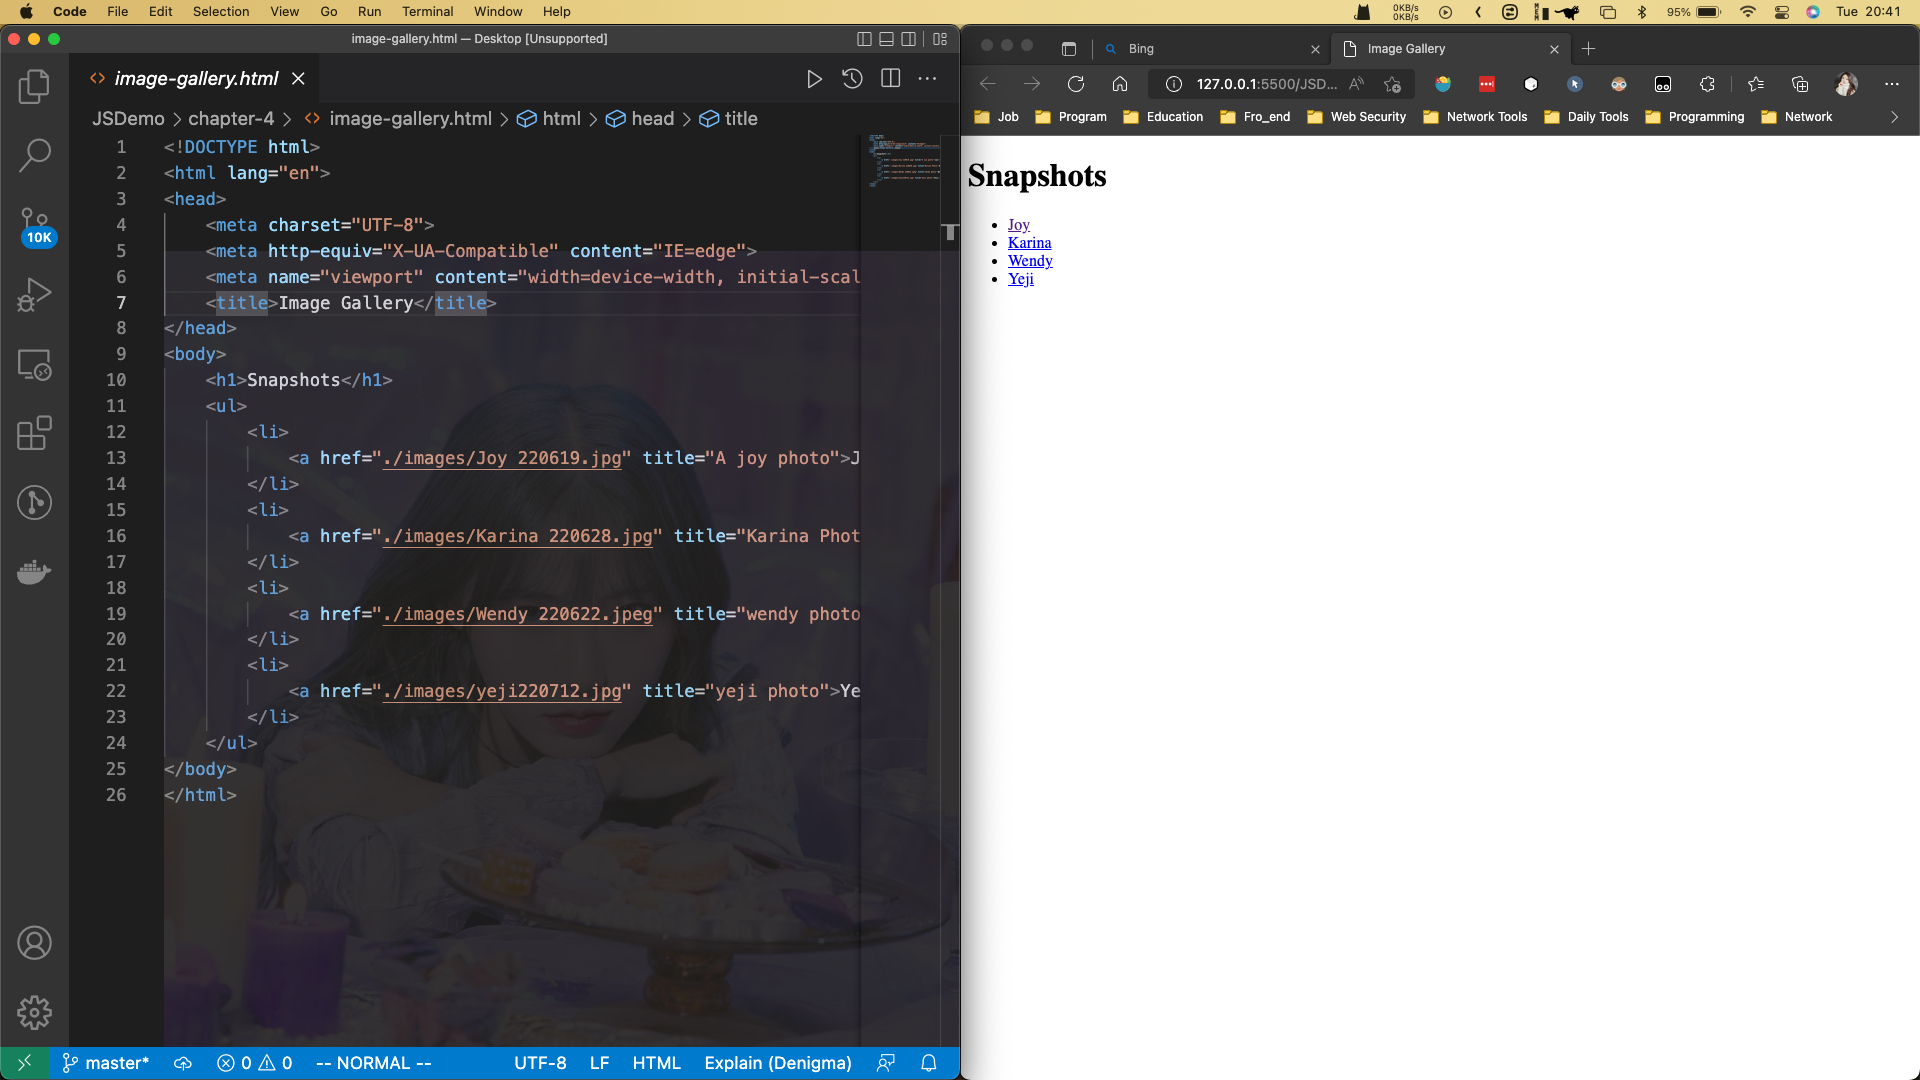 Code File Edit Selection View Go Run Terminal Window Help
0KB/s
0KB/s
95%
Tue 20:41
image-gallery.html — Desktop [Unsupported]
image-gallery.html
JSDemo > chapter-4 > image-gallery.html > html > head > title
10K
1 <!DOCTYPE html>
2 <html lang="en">
3 <head>
4 <meta charset="UTF-8">
5 <meta http-equiv="X-UA-Compatible" content="IE=edge">
6 <meta name="viewport" content="width=device-width, initial-scal
7 <title>Image Gallery</title>
8 </head>
9 <body>
10 <h1>Snapshots</h1>
11 <ul>
12 <li>
13 <a href="./images/Joy 220619.jpg" title="A joy photo">J
14 </li>
15 <li>
16 <a href="./images/Karina 220628.jpg" title="Karina Phot
17 </li>
18 <li>
19 <a href="./images/Wendy 220622.jpeg" title="wendy photo
20 </li>
21 <li>
22 <a href="./images/yeji220712.jpg" title="yeji photo">Ye
23 </li>
24 </ul>
25 </body>
26 </html>
master* 0 0 -- NORMAL -- UTF-8 LF HTML Explain (Denigma)
Bing
Image Gallery
127.0.0.1:5500/JSD...
Job Program Education Fro_end Web Security Network Tools Daily Tools Programming Network
Snapshots
Joy
Karina
Wendy
Yeji